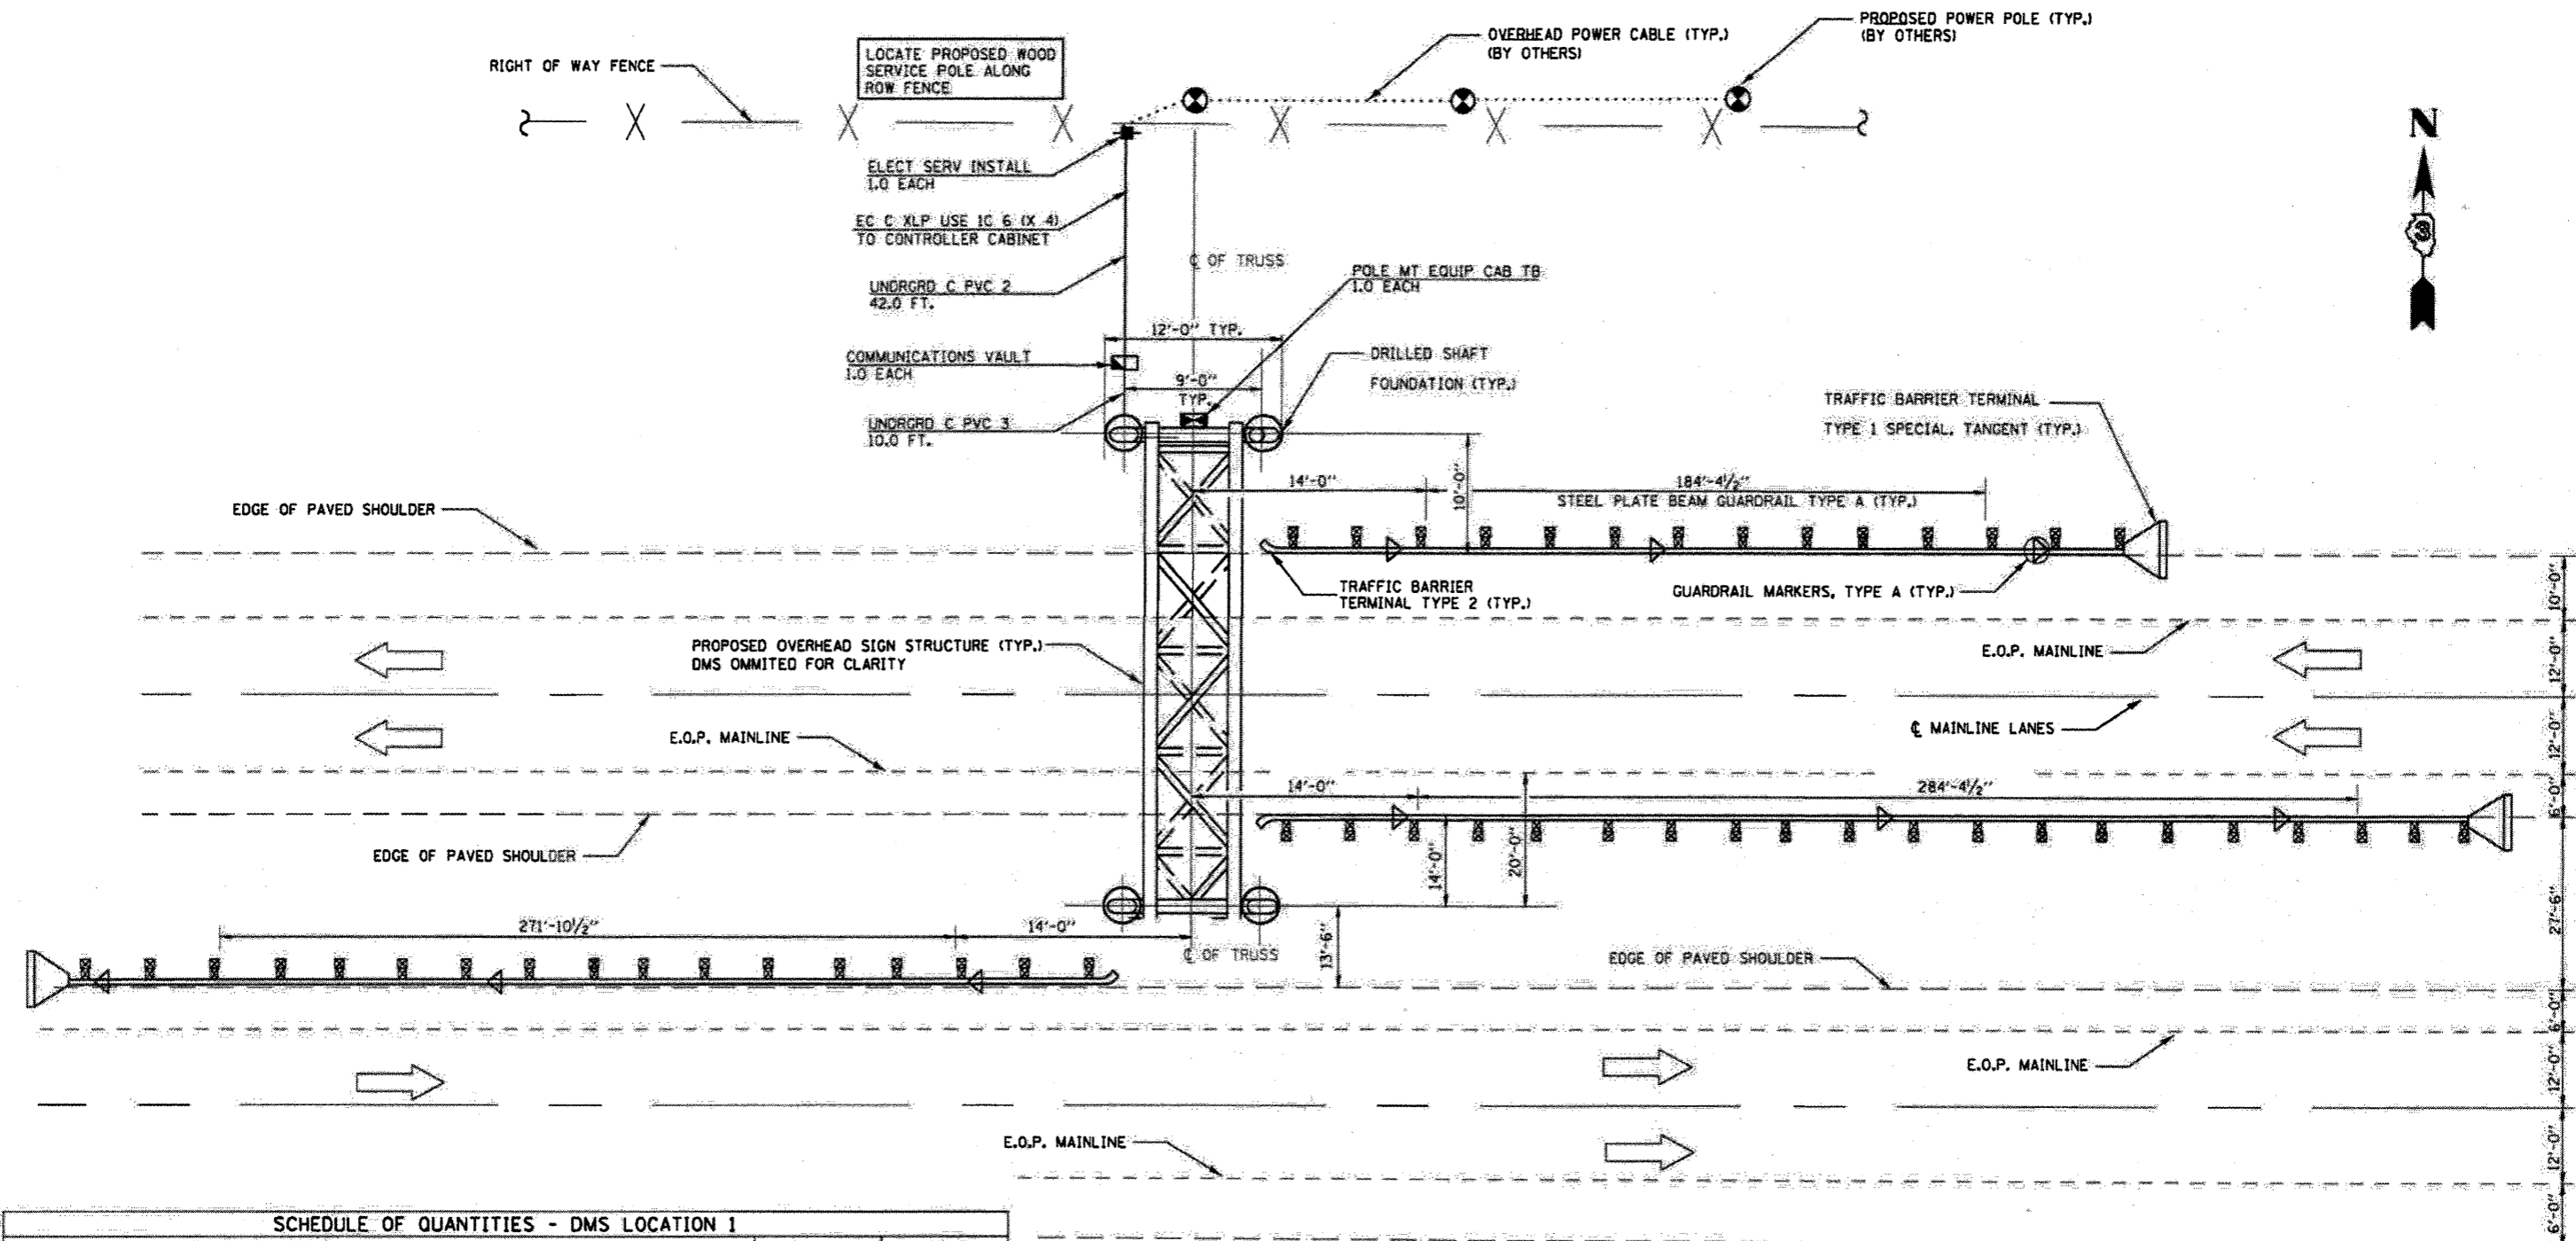 PROPOSED POWER POLE (TYP.)
(BY OTHERS)
OVERHEAD POWER CABLE (TYP.)
(BY OTHERS)
LOCATE PROPOSED WOOD
SERVICE POLE ALONG
ROW FENCE
RIGHT OF WAY FENCE
N
ELECT SERV INSTALL
1.0 EACH
EC C XLP USE 1C 6 (X 4)
TO CONTROLLER CABINET
℄ OF TRUSS
POLE MT EQUIP CAB TB
1.0 EACH
UNDRGRD C PVC 2
42.0 FT.
12'-0" TYP.
COMMUNICATIONS VAULT
1.0 EACH
DRILLED SHAFT
FOUNDATION (TYP.)
9'-0"
TYP.
TRAFFIC BARRIER TERMINAL
TYPE 1 SPECIAL, TANGENT (TYP.)
UNDRGRD C PVC 3
10.0 FT.
14'-0"
10'-0"
184'-4½"
STEEL PLATE BEAM GUARDRAIL TYPE A (TYP.)
EDGE OF PAVED SHOULDER
TRAFFIC BARRIER
TERMINAL TYPE 2 (TYP.)
GUARDRAIL MARKERS, TYPE A (TYP.)
10'-0"
PROPOSED OVERHEAD SIGN STRUCTURE (TYP.)
DMS OMMITED FOR CLARITY
E.O.P. MAINLINE
12'-0"
℄ MAINLINE LANES
E.O.P. MAINLINE
12'-0"
14'-0"
284'-4½"
6'-0"
EDGE OF PAVED SHOULDER
14'-0"
20'-0"
27'-6"
271'-10½"
14'-0"
℄ OF TRUSS
13'-6"
EDGE OF PAVED SHOULDER
6'-0"
E.O.P. MAINLINE
12'-0"
E.O.P. MAINLINE
12'-0"
6'-0"
SCHEDULE OF QUANTITIES - DMS LOCATION 1